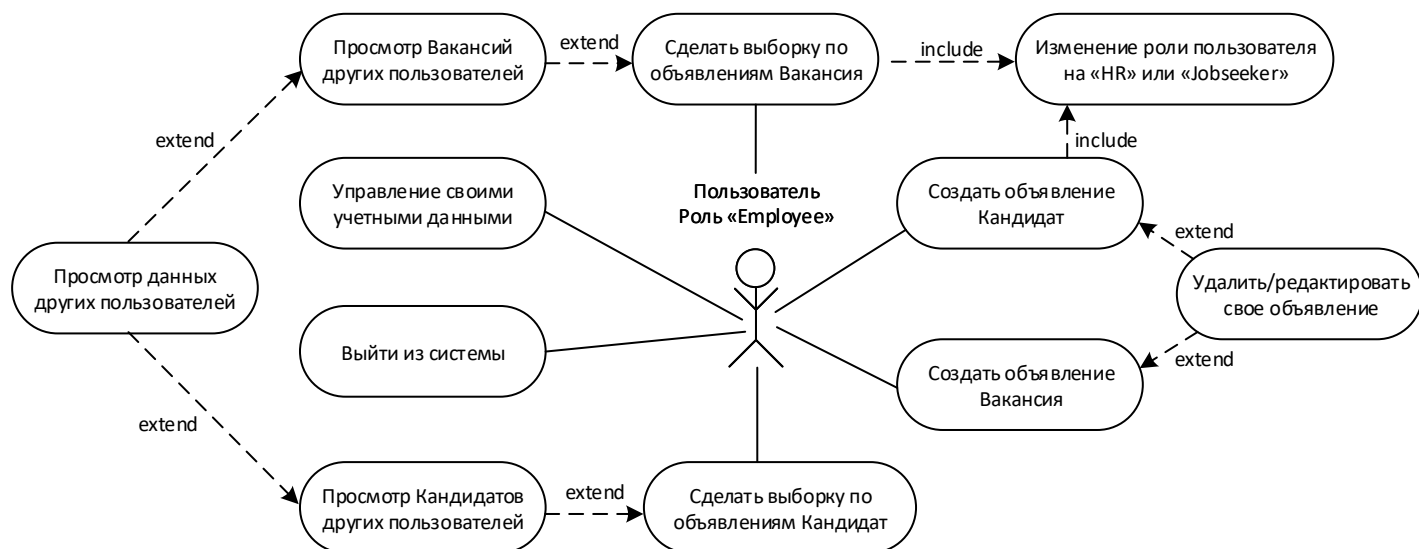 Просмотр Вакансий
других пользователей
extend
Сделать выборку по
объявлениям Вакансия
include
Изменение роли пользователя
на «HR» или «Jobseeker»
extend
include
Управление своими
учетными данными
Пользователь
Роль «Employee»
Создать объявление
Кандидат
extend
Просмотр данных
других пользователей
Удалить/редактировать
свое объявление
Выйти из системы
extend
Создать объявление
Вакансия
extend
Просмотр Кандидатов
других пользователей
extend
Сделать выборку по
объявлениям Кандидат